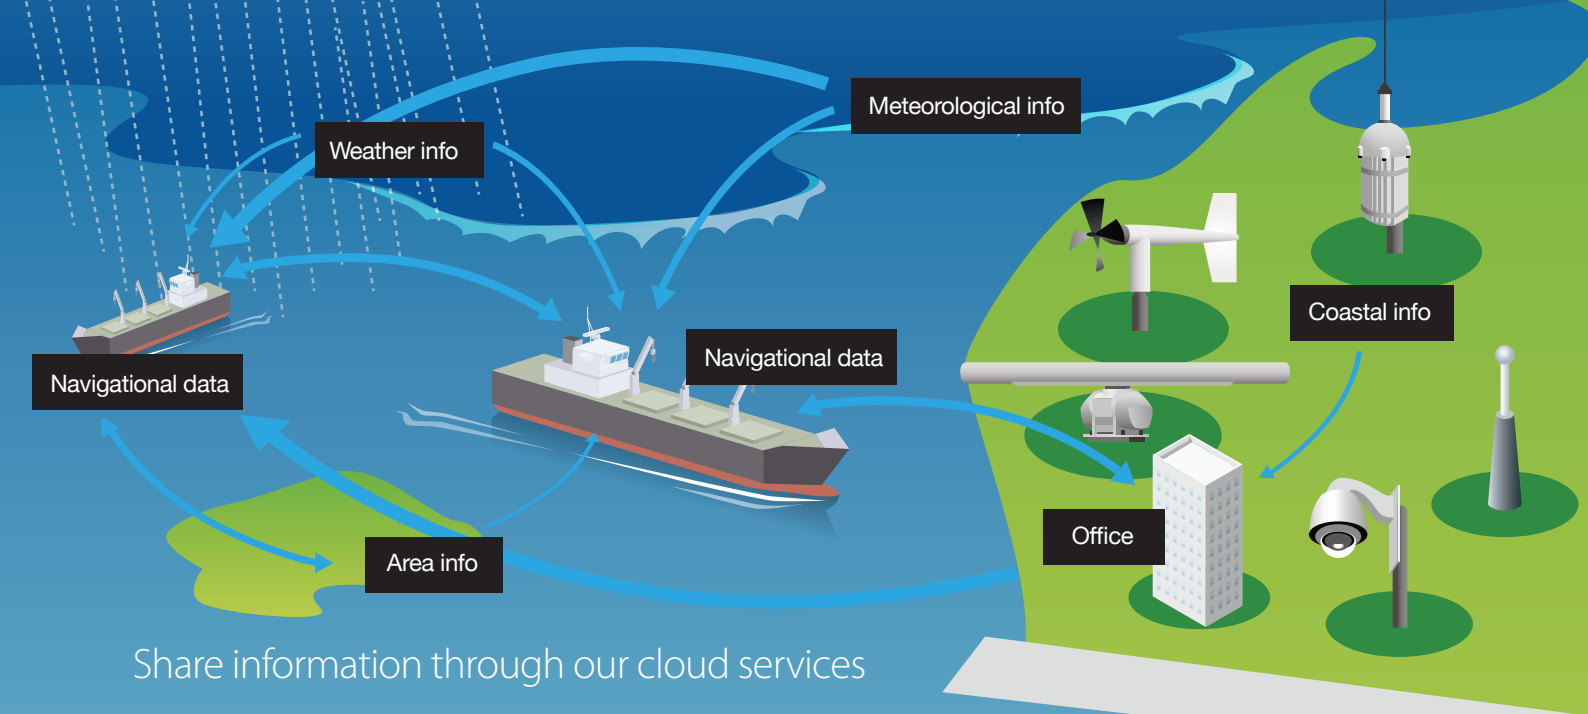 Meteorological info
Weather info
Coastal info
Navigational data
Navigational data
Office
Area info
Share information through our cloud services